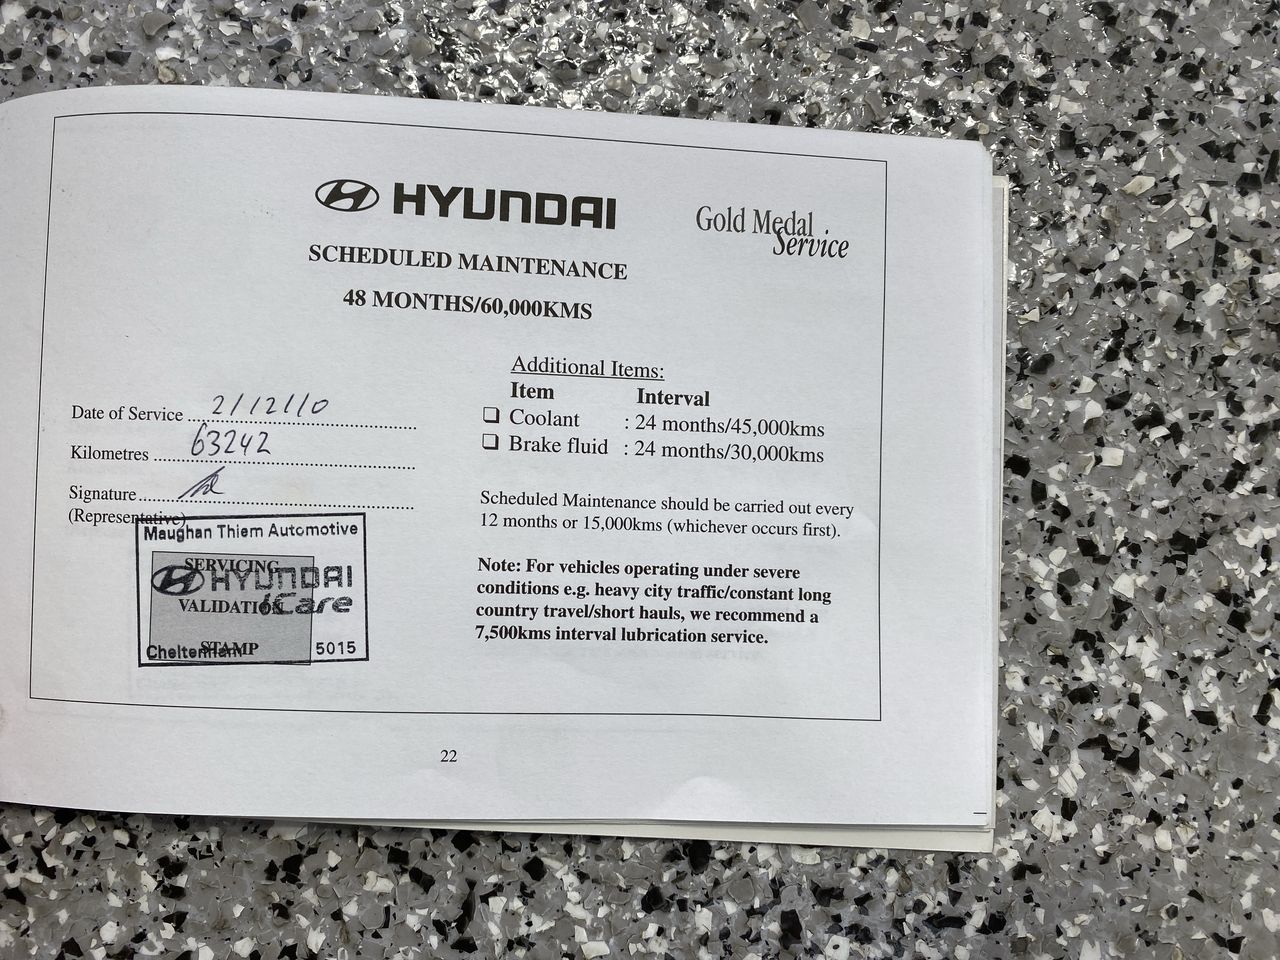 HYUNDAI
Gold Medal
Service
SCHEDULED MAINTENANCE
48 MONTHS/60,000KMS
Additional Items:
Item Interval
❑ Coolant : 24 months/45,000kms
❑ Brake fluid : 24 months/30,000kms
Date of Service 2/12/10
Kilometres 63242
Signature
(Representative)
Scheduled Maintenance should be carried out every
12 months or 15,000kms (whichever occurs first).
Note: For vehicles operating under severe
conditions e.g. heavy city traffic/constant long
country travel/short hauls, we recommend a
7,500kms interval lubrication service.
Maughan Thiem Automotive
SERVICING
HYUNDAI
VALIDATION
iCare
STAMP
Cheltenham 5015
22